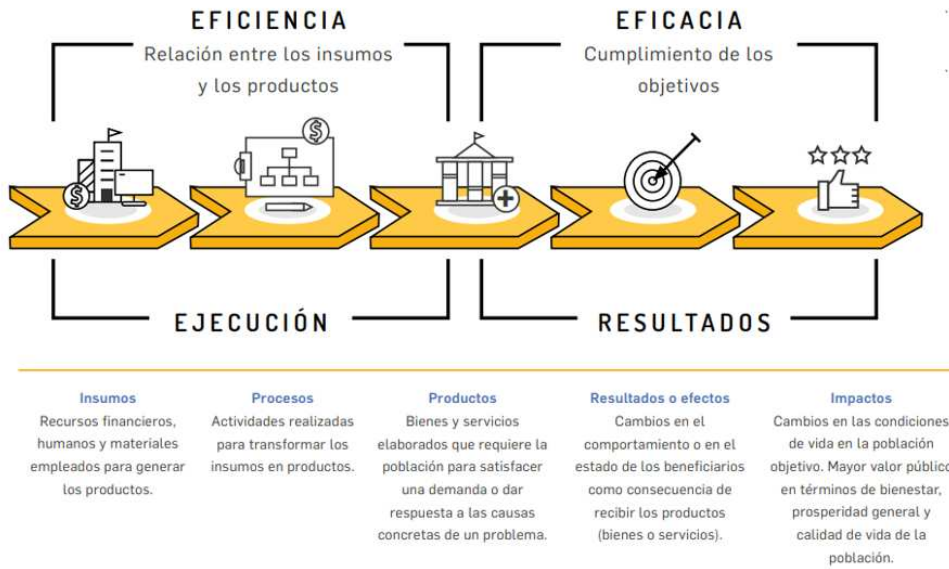 EFICIENCIA
Relación entre los insumos
y los productos
EFICACIA
Cumplimiento de los
objetivos
$
$
EJECUCIÓN
RESULTADOS
Insumos
Recursos financieros,
humanos y materiales
empleados para generar
los productos.
Procesos
Actividades realizadas
para transformar los
insumos en productos.
Productos
Bienes y servicios
elaborados que requiere la
población para satisfacer
una demanda o dar
respuesta a las causas
concretas de un problema.
Resultados o efectos
Cambios en el
comportamiento o en el
estado de los beneficiarios
como consecuencia de
recibir los productos
(bienes o servicios).
Impactos
Cambios en las condiciones
de vida en la población
objetivo. Mayor valor público
en términos de bienestar,
prosperidad general y
calidad de vida de la
población.